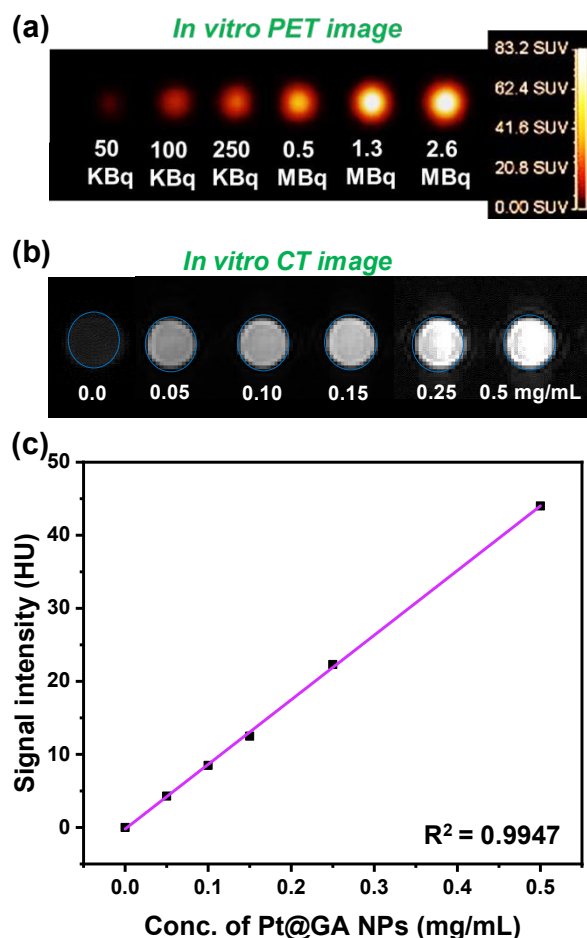 (a)
In vitro PET image
50 KBq
100 KBq
250 KBq
0.5 MBq
1.3 MBq
2.6 MBq
83.2 SUV
62.4 SUV
41.6 SUV
20.8 SUV
0.00 SUV
(b)
In vitro CT image
0.0 0.05 0.10 0.15 0.25 0.5 mg/mL
(c)
Signal intensity (HU)
50
40
30
20
10
0
R² = 0.9947
0.0 0.1 0.2 0.3 0.4 0.5
Conc. of Pt@GA NPs (mg/mL)